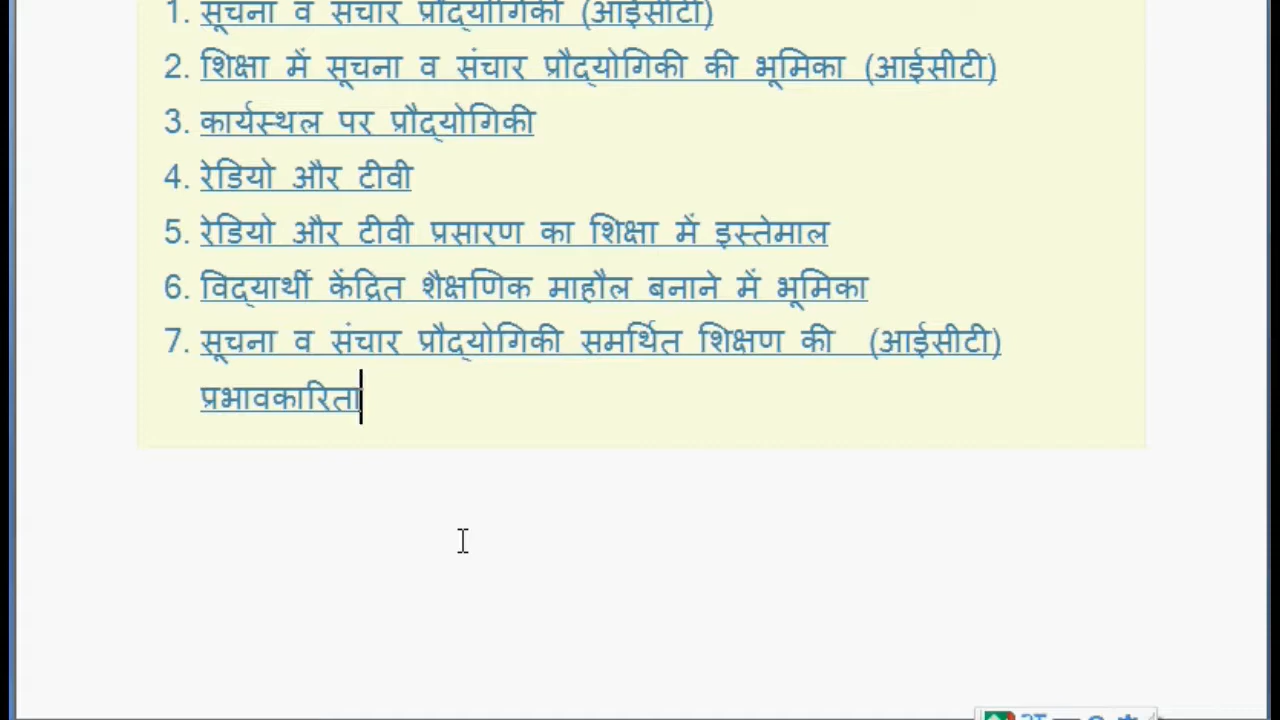 1. सूचना व संचार प्रौद्योगिकी (आईसीटी)
2. शिक्षा में सूचना व संचार प्रौद्योगिकी की भूमिका (आईसीटी)
3. कार्यस्थल पर प्रौद्योगिकी
4. रेडियो और टीवी
5. रेडियो और टीवी प्रसारण का शिक्षा में इस्तेमाल
6. विद्यार्थी केंद्रित शैक्षणिक माहौल बनाने में भूमिका
7. सूचना व संचार प्रौद्योगिकी समर्थित शिक्षण की (आईसीटी)
प्रभावकारिता